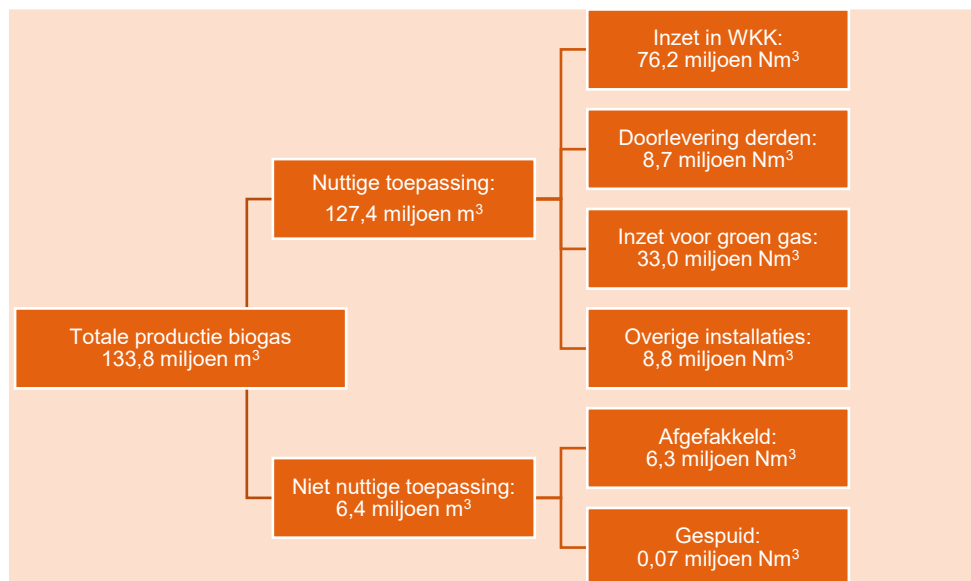 Totale productie biogas
133,8 miljoen m³
Nuttige toepassing:
127,4 miljoen m³
Inzet in WKK:
76,2 miljoen Nm³
Doorlevering derden:
8,7 miljoen Nm³
Inzet voor groen gas:
33,0 miljoen Nm³
Overige installaties:
8,8 miljoen Nm³
Niet nuttige toepassing:
6,4 miljoen m³
Afgefakkeld:
6,3 miljoen Nm³
Gespuid:
0,07 miljoen Nm³